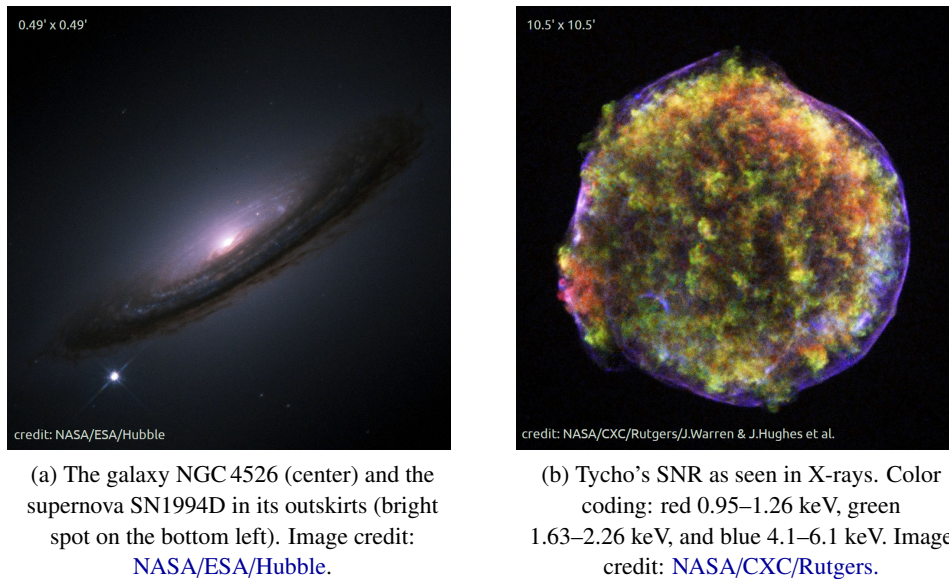 0.49' x 0.49'
credit: NASA/ESA/Hubble
(a) The galaxy NGC 4526 (center) and the
supernova SN1994D in its outskirts (bright
spot on the bottom left). Image credit:
NASA/ESA/Hubble.
10.5' x 10.5'
credit: NASA/CXC/Rutgers/J.Warren & J.Hughes et al.
(b) Tycho's SNR as seen in X-rays. Color
coding: red 0.95–1.26 keV, green
1.63–2.26 keV, and blue 4.1–6.1 keV. Image
credit: NASA/CXC/Rutgers.